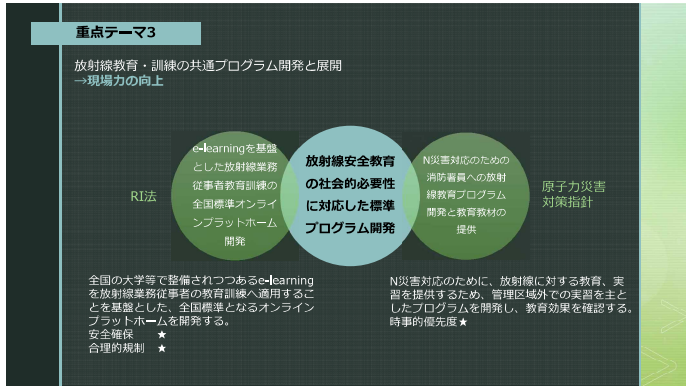 重点テーマ3
放射線教育・訓練の共通プログラム開発と展開
→現場力の向上
e-learningを基盤
とした放射線業務
従事者教育訓練の
全国標準オンライ
ンプラットホーム
開発
放射線安全教育
の社会的必要性
に対応した標準
プログラム開発
N災害対応のための
消防署員への放射
線教育プログラム
開発と教育教材の
提供
RI法
原子力災害
対策指針
全国の大学等で整備されつつあるe-learning
を放射線業務従事者の教育訓練へ適用するこ
とを基盤とした、全国標準となるオンライン
プラットホームを開発する。
安全確保 ★
合理的規制 ★
N災害対応のために、放射線に対する教育、実
習を提供するため、管理区域外での実習を主と
したプログラムを開発し、教育効果を確認する。
時事的優先度★